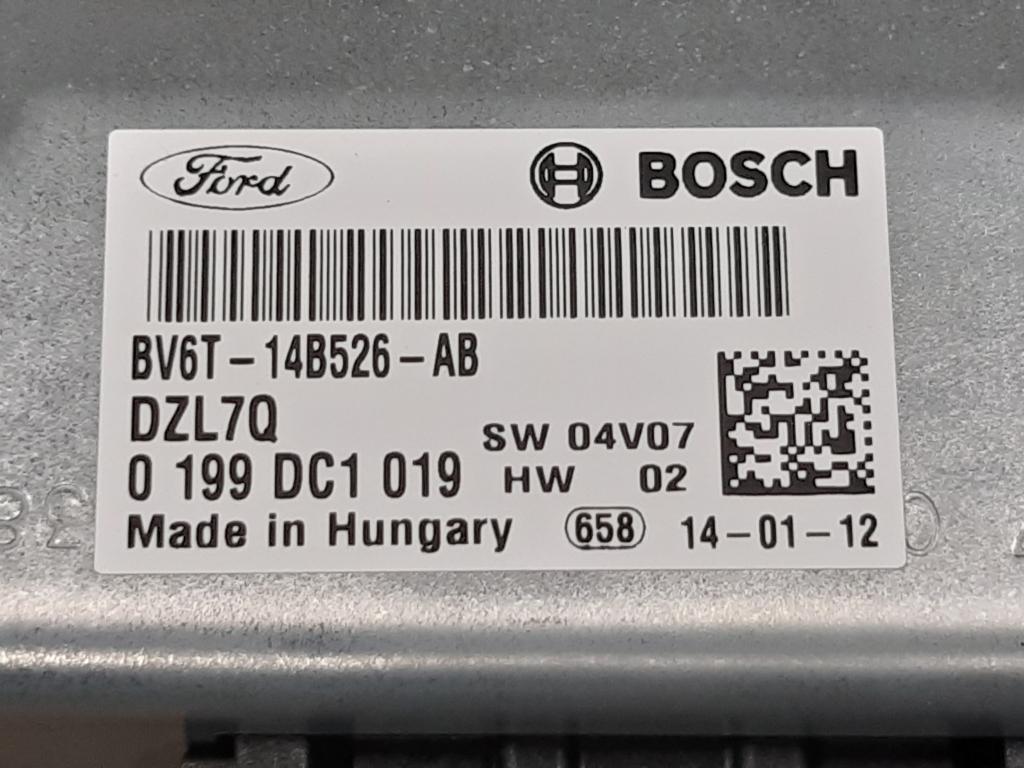 Ford
BOSCH
BV6T-14B526-AB
DZL7Q
SW 04V07
0 199 DC1 019
HW 02
Made in Hungary
658
14-01-12